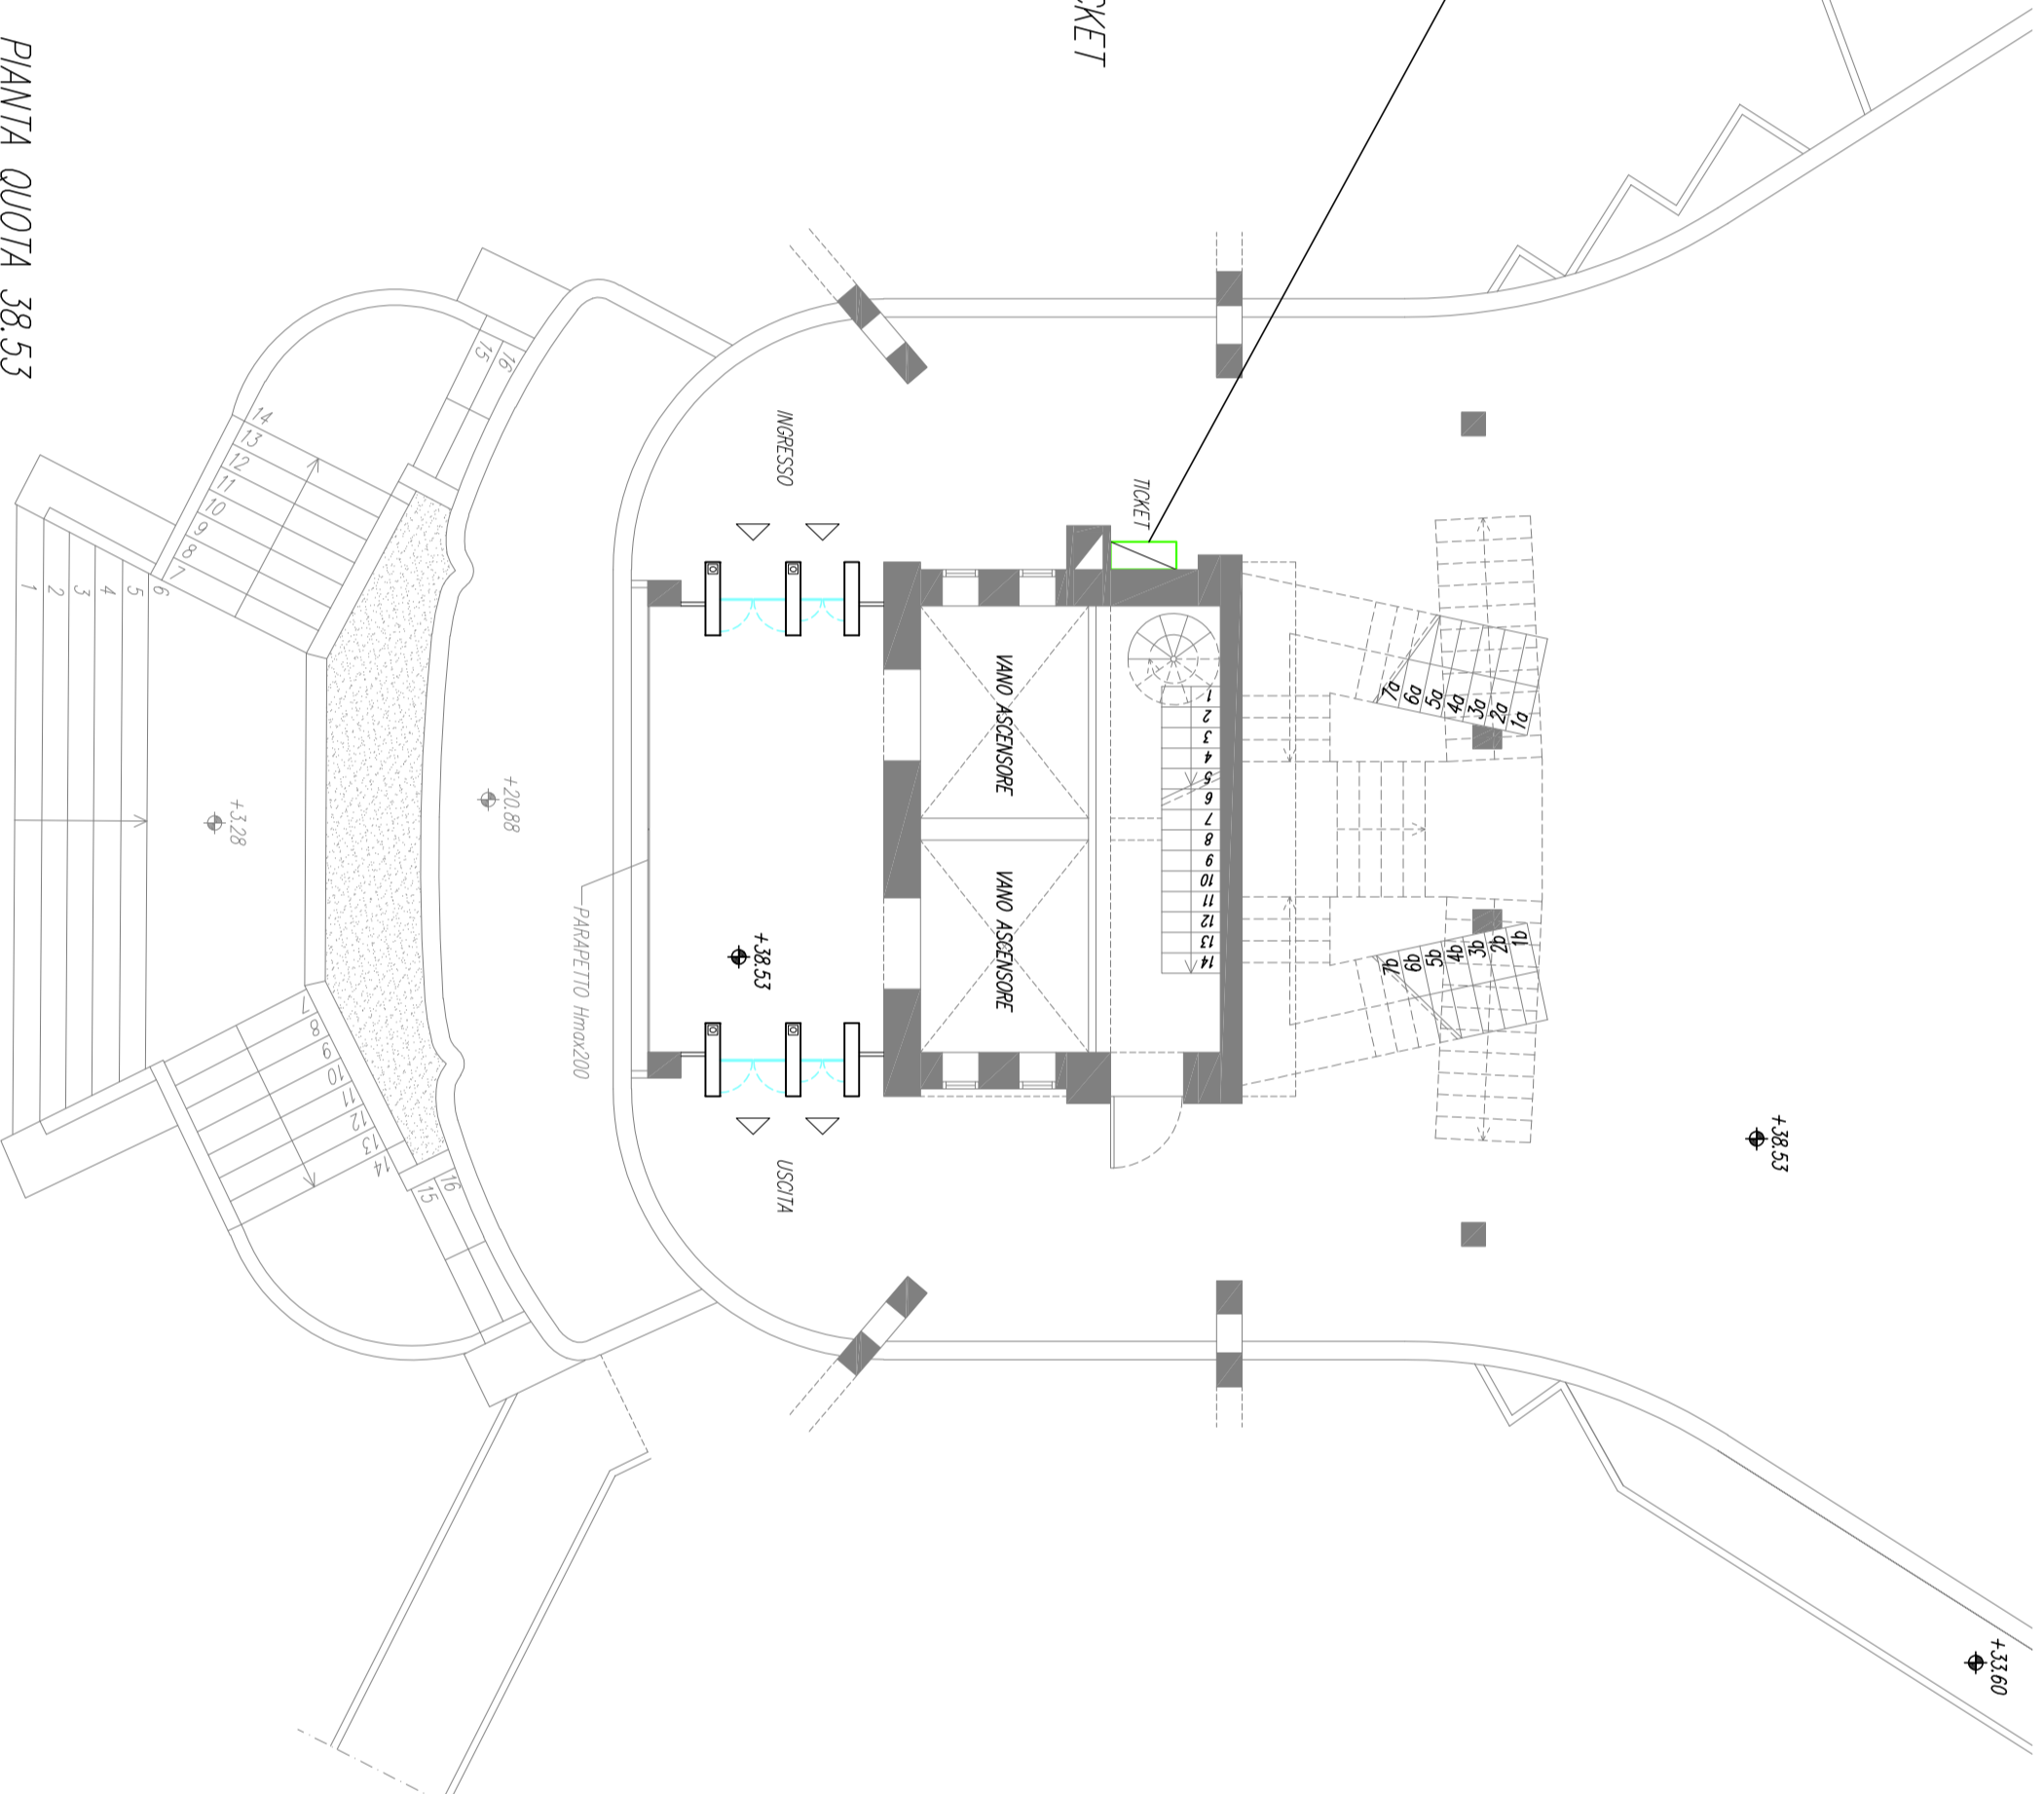 +33.60
+38.53
1a
2a
3a
4a
5a
6a
7a
1b
2b
3b
4b
5b
6b
7b
1 2 3 4 5 6 7 8 9 10 11 12 13 14
TICKET
CKET
VANO ASCENSORE
VANO ASCENSORE
INGRESSO
USCITA
+38.53
PARAPETTO Hmax200
+20.88
16
15
14
13
12
11
10
9
8
7
16
15
14
13
12
11
10
9
8
7
+3.28
6
5
4
3
2
1
PIANTA QUOTA 38.53